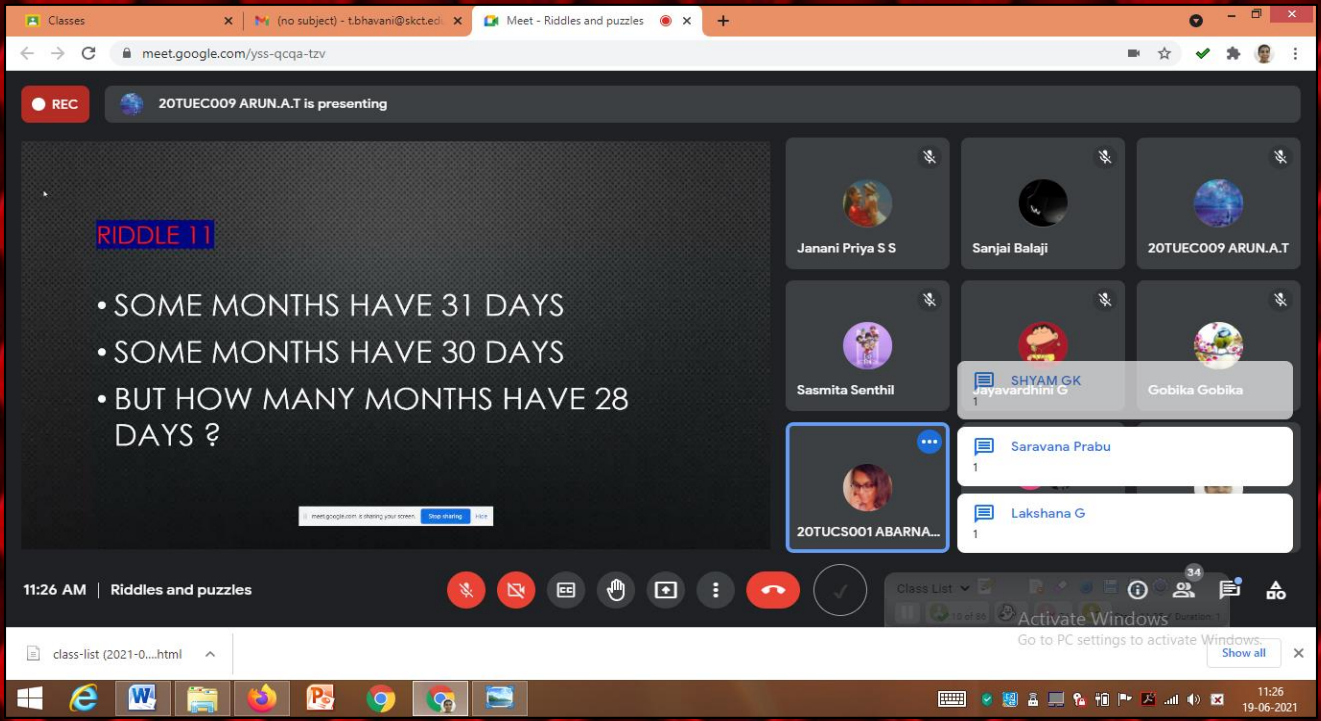 Classes
(no subject) - t.bhavani@skct.edu
Meet - Riddles and puzzles
meet.google.com/yss-qcqa-tzv
REC
20TUEC009 ARUN.A.T is presenting
RIDDLE 11
• SOME MONTHS HAVE 31 DAYS
• SOME MONTHS HAVE 30 DAYS
• BUT HOW MANY MONTHS HAVE 28
DAYS ?
meet.google.com is sharing your screen. Stop sharing Hide
Janani Priya S S
Sanjai Balaji
20TUEC009 ARUN.A.T
Sasmita Senthil
Jayavardhini G
Gobika Gobika
SHYAM GK
1
Saravana Prabu
1
Lakshana G
1
20TUCS001 ABARNA...
11:26 AM | Riddles and puzzles
34
Class List
10 of 66
Duration: 1
Activate Windows
Go to PC settings to activate Windows.
class-list (2021-0....html
Show all
11:26
19-06-2021